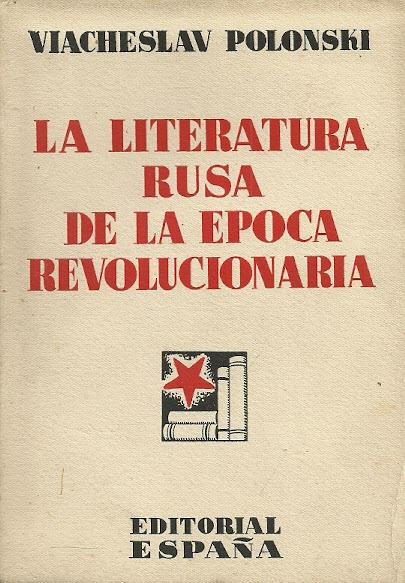 VIACHESLAV POLONSKI
LA LITERATURA
RUSA
DE LA EPOCA
REVOLUCIONARIA
EDITORIAL
ESPAÑA